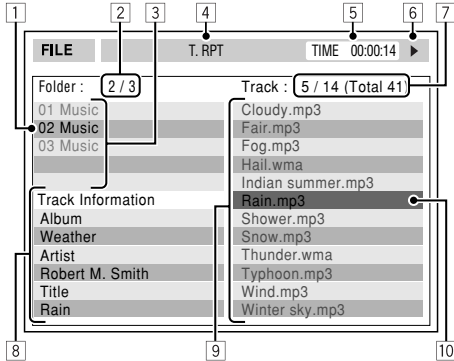 1 2 3 4 5 6 7
FILE T. RPT TIME 00:00:14
Folder : 2 / 3
Track : 5 / 14 (Total 41)
01 Music
02 Music
03 Music
Track Information
Album
Weather
Artist
Robert M. Smith
Title
Rain
Cloudy.mp3
Fair.mp3
Fog.mp3
Hail.wma
Indian summer.mp3
Rain.mp3
Shower.mp3
Snow.mp3
Thunder.wma
Typhoon.mp3
Wind.mp3
Winter sky.mp3
8 9 10